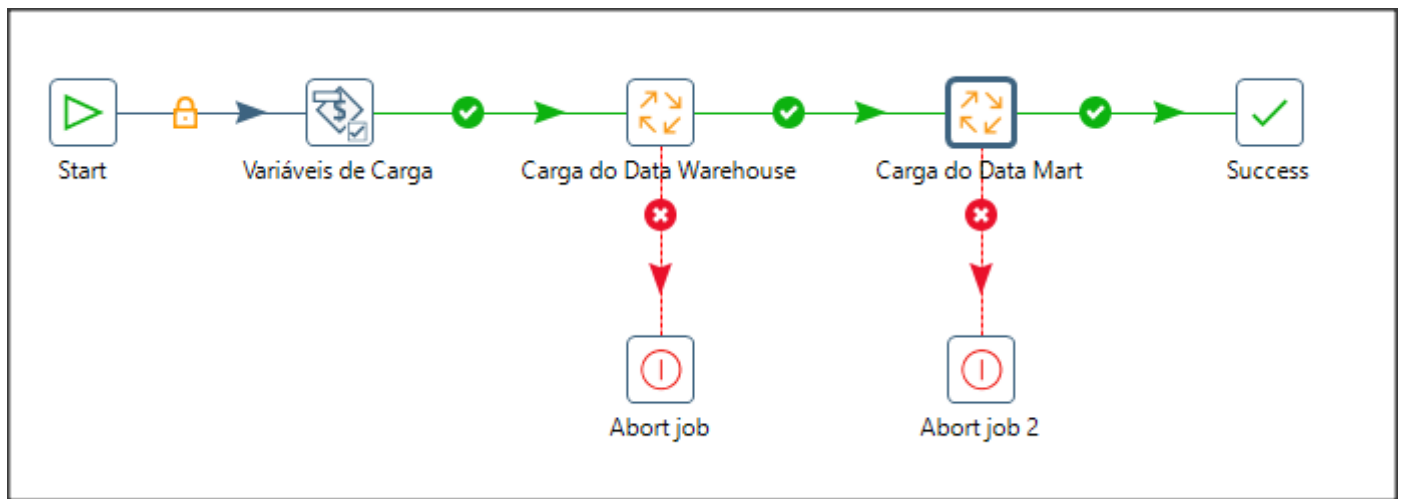 Start
Variáveis de Carga
Carga do Data Warehouse
Carga do Data Mart
Success
Abort job
Abort job 2